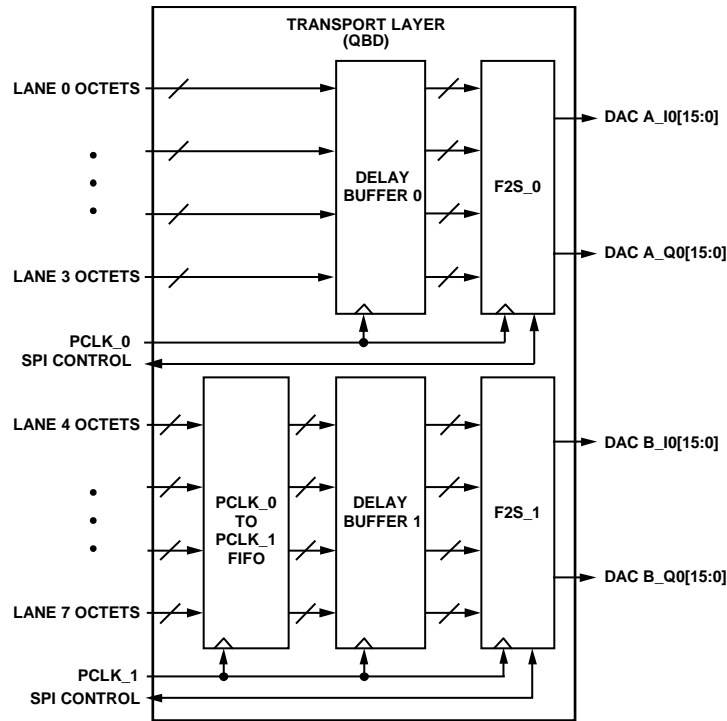 TRANSPORT LAYER
(QBD)
LANE 0 OCTETS
LANE 3 OCTETS
DELAY
BUFFER 0
F2S_0
DAC A_I0[15:0]
DAC A_Q0[15:0]
PCLK_0
SPI CONTROL
LANE 4 OCTETS
LANE 7 OCTETS
PCLK_0
TO
PCLK_1
FIFO
DELAY
BUFFER 1
F2S_1
DAC B_I0[15:0]
DAC B_Q0[15:0]
PCLK_1
SPI CONTROL